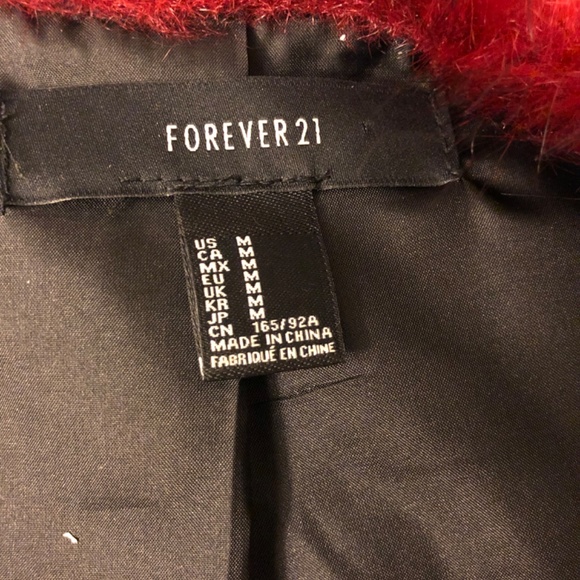 FOREVER 21
US M
CA M
MX M
EU M
UK M
KR M
JP M
CN 165/92A
MADE IN CHINA
FABRIQUÉ EN CHINE